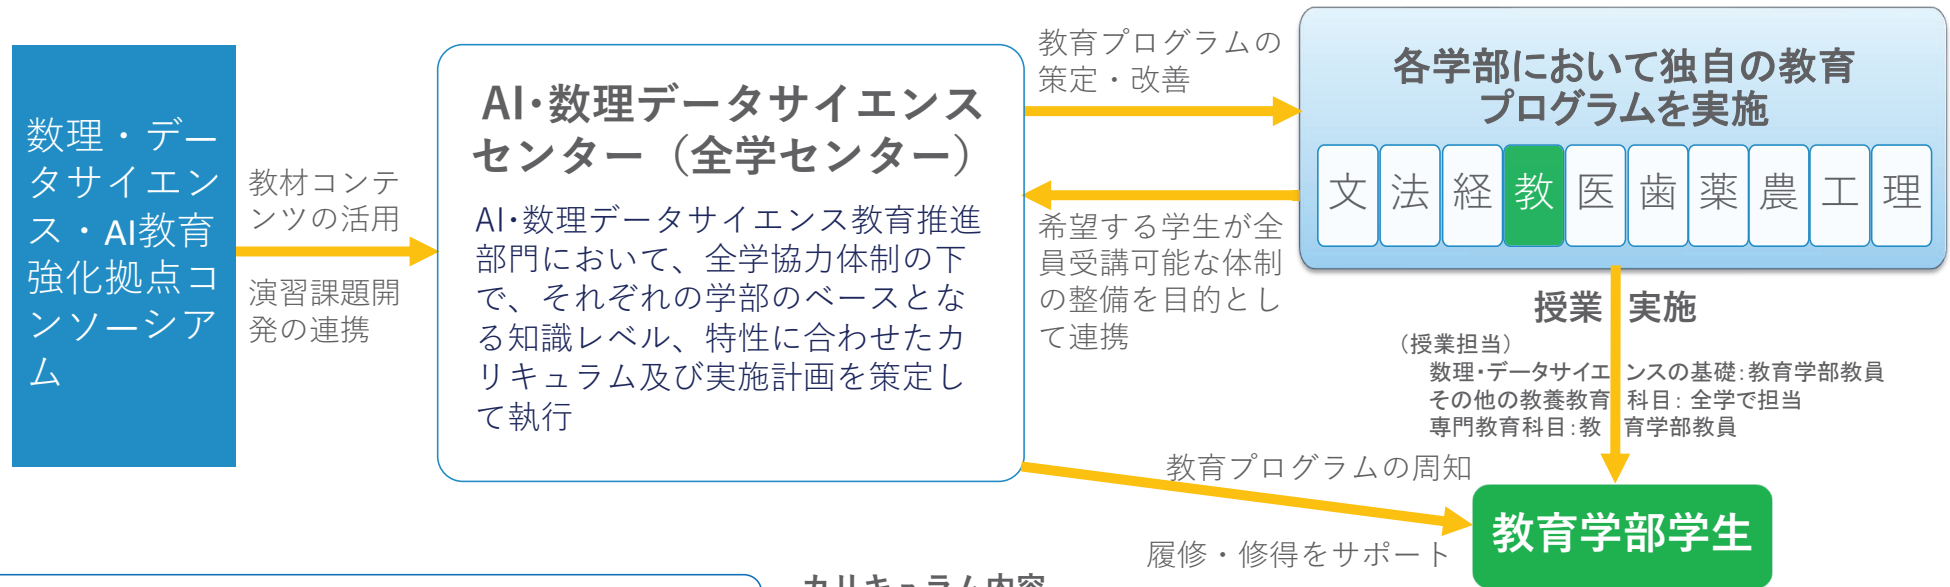 数理・デー
タサイエン
ス・AI教育
強化拠点コ
ンソーシア
ム
教材コンテ
ンツの活用
演習課題開
発の連携
AI・数理データサイエンス
センター（全学センター）
AI・数理データサイエンス教育推進
部門において、全学協力体制の下
で、それぞれの学部のベースとな
る知識レベル、特性に合わせたカ
リキュラム及び実施計画を策定し
て執行
教育プログラムの
策定・改善
希望する学生が全
員受講可能な体制
の整備を目的とし
て連携
各学部において独自の教育
プログラムを実施
文 法 経 教 医 歯 薬 農 工 理
授業 実施
（授業担当）
数理・データサイエンスの基礎：教育学部教員
その他の教養教育 科目：全学で担当
専門教育科目：教 育学部教員
教育プログラムの周知
履修・修得をサポート
教育学部学生
カリキュラム内容